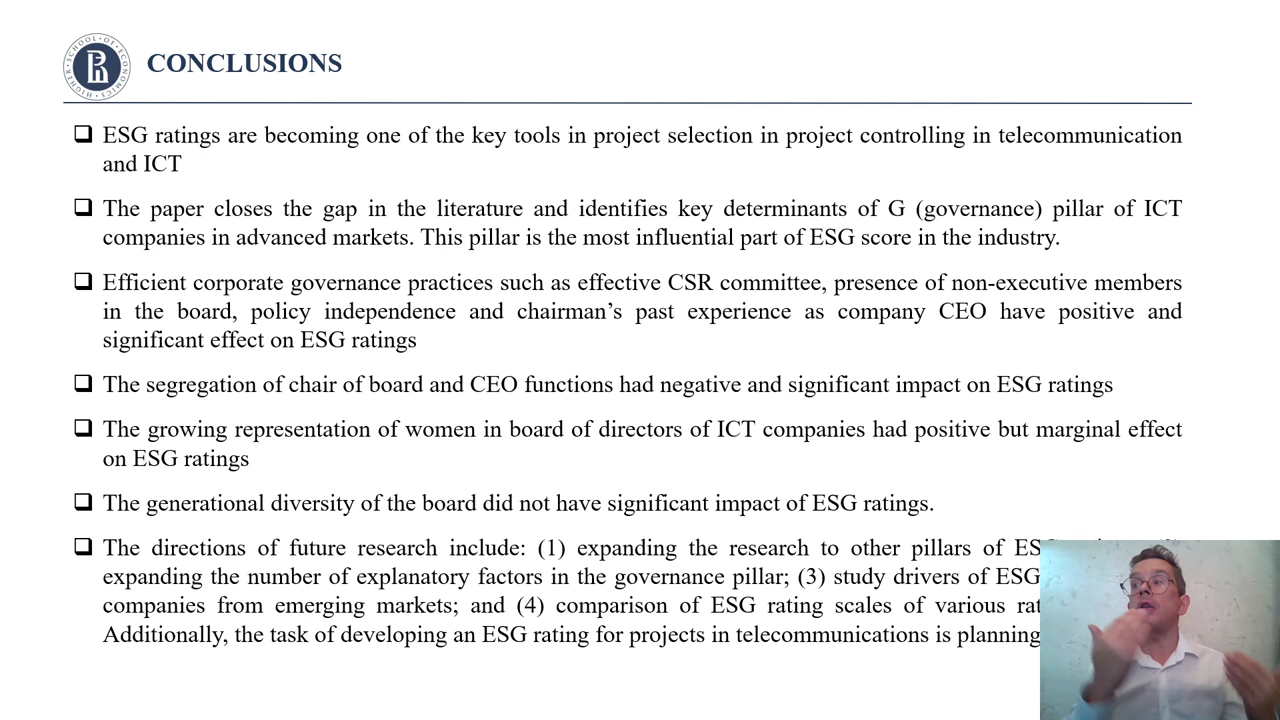 HIGHER · SCHOOL · OF · ECONOMICS
CONCLUSIONS
ESG ratings are becoming one of the key tools in project selection in project controlling in telecommunication
and ICT
The paper closes the gap in the literature and identifies key determinants of G (governance) pillar of ICT
companies in advanced markets. This pillar is the most influential part of ESG score in the industry.
Efficient corporate governance practices such as effective CSR committee, presence of non-executive members
in the board, policy independence and chairman’s past experience as company CEO have positive and
significant effect on ESG ratings
The segregation of chair of board and CEO functions had negative and significant impact on ESG ratings
The growing representation of women in board of directors of ICT companies had positive but marginal effect
on ESG ratings
The generational diversity of the board did not have significant impact of ESG ratings.
The directions of future research include: (1) expanding the research to other pillars of
expanding the number of explanatory factors in the governance pillar; (3) study drivers of ESG
companies from emerging markets; and (4) comparison of ESG rating scales of various
Additionally, the task of developing an ESG rating for projects in telecommunications is planning